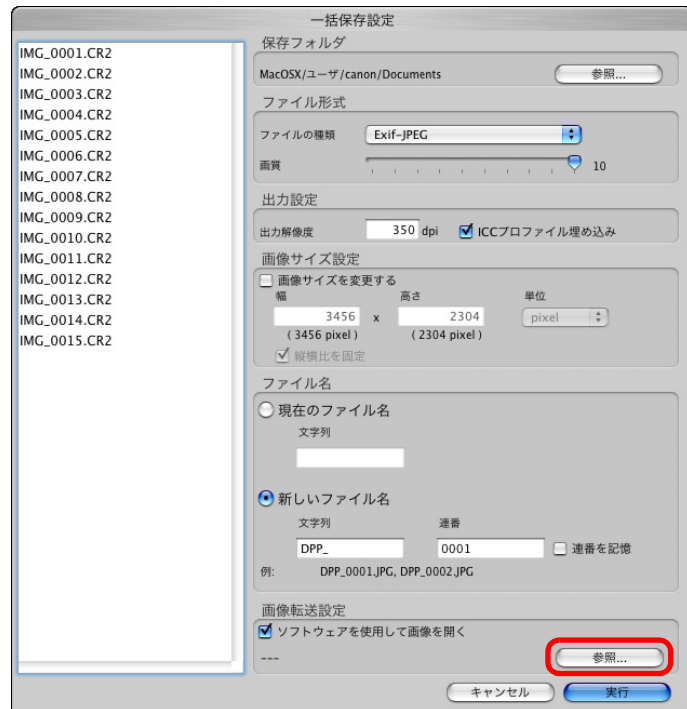 一括保存設定
IMG_0001.CR2
IMG_0002.CR2
IMG_0003.CR2
IMG_0004.CR2
IMG_0005.CR2
IMG_0006.CR2
IMG_0007.CR2
IMG_0008.CR2
IMG_0009.CR2
IMG_0010.CR2
IMG_0011.CR2
IMG_0012.CR2
IMG_0013.CR2
IMG_0014.CR2
IMG_0015.CR2
保存フォルダ
MacOSX/ユーザ/canon/Documents 参照...
ファイル形式
ファイルの種類 Exif-JPEG
画質 10
出力設定
出力解像度 350 dpi ICCプロファイル埋め込み
画像サイズ設定
画像サイズを変更する
幅 高さ 単位
3456 x 2304 pixel
( 3456 pixel ) ( 2304 pixel )
縦横比を固定
ファイル名
現在のファイル名
文字列
新しいファイル名
文字列 連番
DPP_ 0001 連番を記憶
例: DPP_0001.JPG, DPP_0002.JPG
画像転送設定
ソフトウェアを使用して画像を開く
--- 参照...
キャンセル 実行